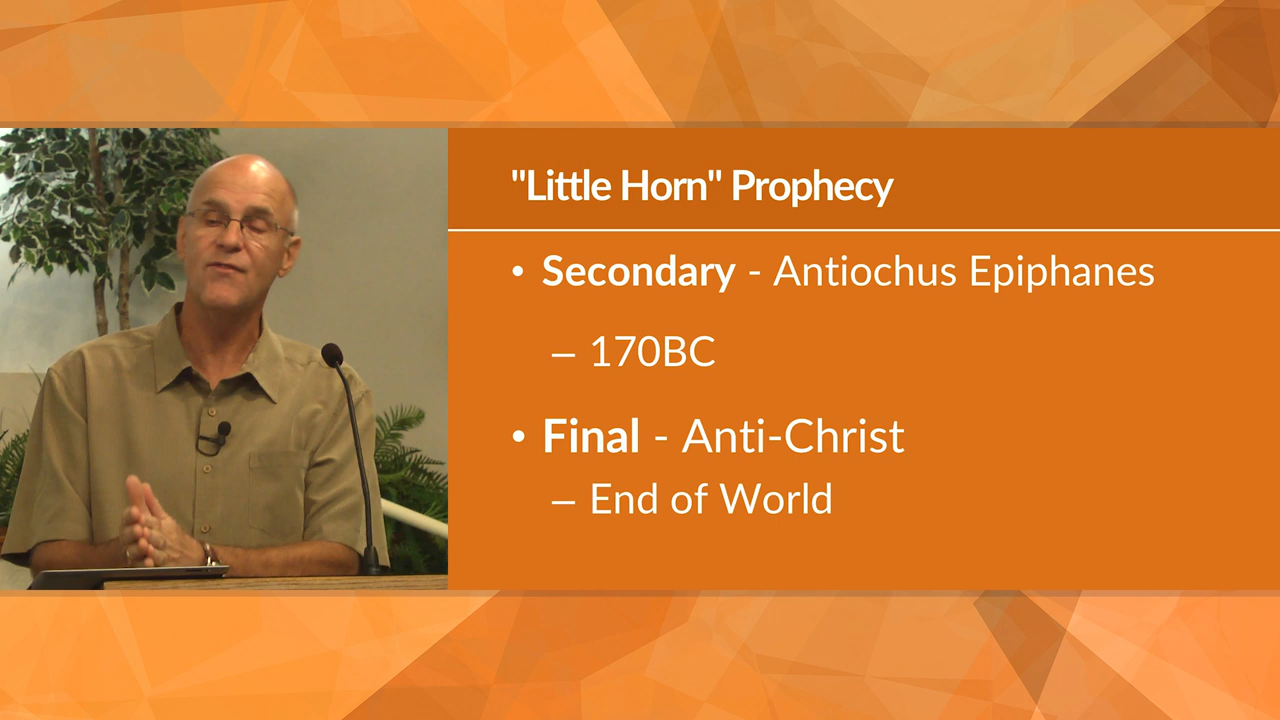 "Little Horn" Prophecy
• Secondary - Antiochus Epiphanes
– 170BC
• Final - Anti-Christ
– End of World